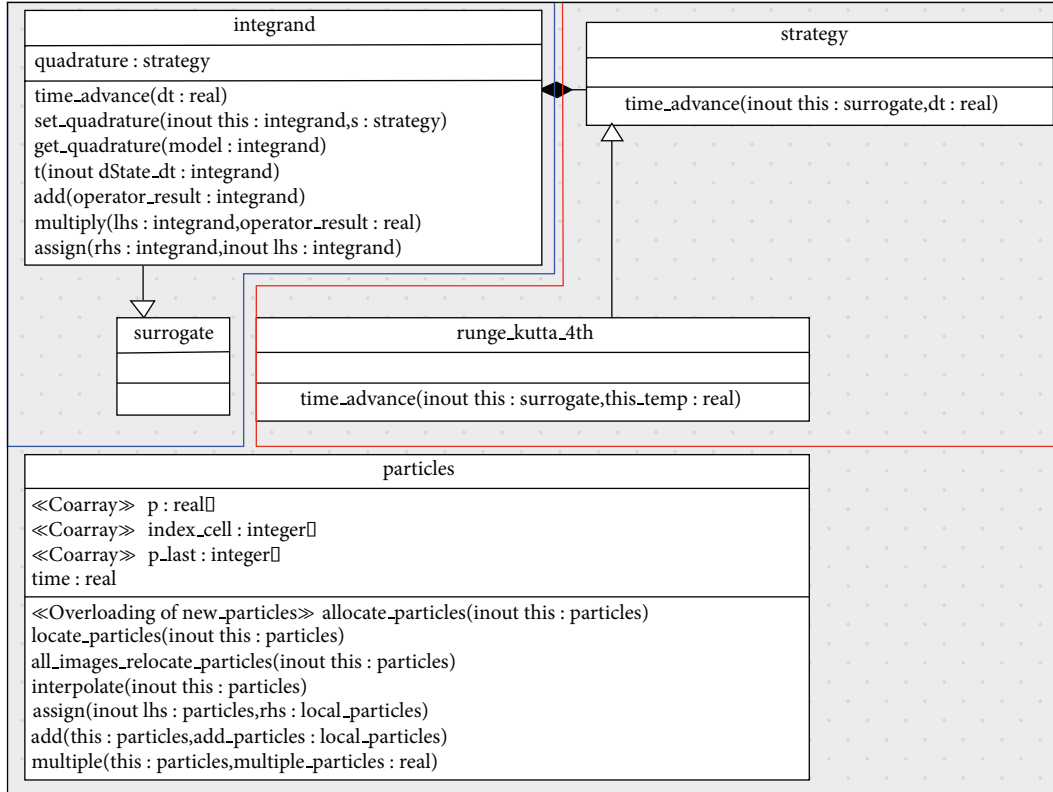 integrand
quadrature : strategy
time_advance(dt : real)
set_quadrature(inout this : integrand,s : strategy)
get_quadrature(model : integrand)
t(inout dState_dt : integrand)
add(operator_result : integrand)
multiply(lhs : integrand,operator_result : real)
assign(rhs : integrand,inout lhs : integrand)
strategy
time_advance(inout this : surrogate,dt : real)
surrogate
runge_kutta_4th
time_advance(inout this : surrogate,this_temp : real)
particles
≪Coarray≫ p : real▯
≪Coarray≫ index_cell : integer▯
≪Coarray≫ p_last : integer▯
time : real
≪Overloading of new_particles≫ allocate_particles(inout this : particles)
locate_particles(inout this : particles)
all_images_relocate_particles(inout this : particles)
interpolate(inout this : particles)
assign(inout lhs : particles,rhs : local_particles)
add(this : particles,add_particles : local_particles)
multiple(this : particles,multiple_particles : real)